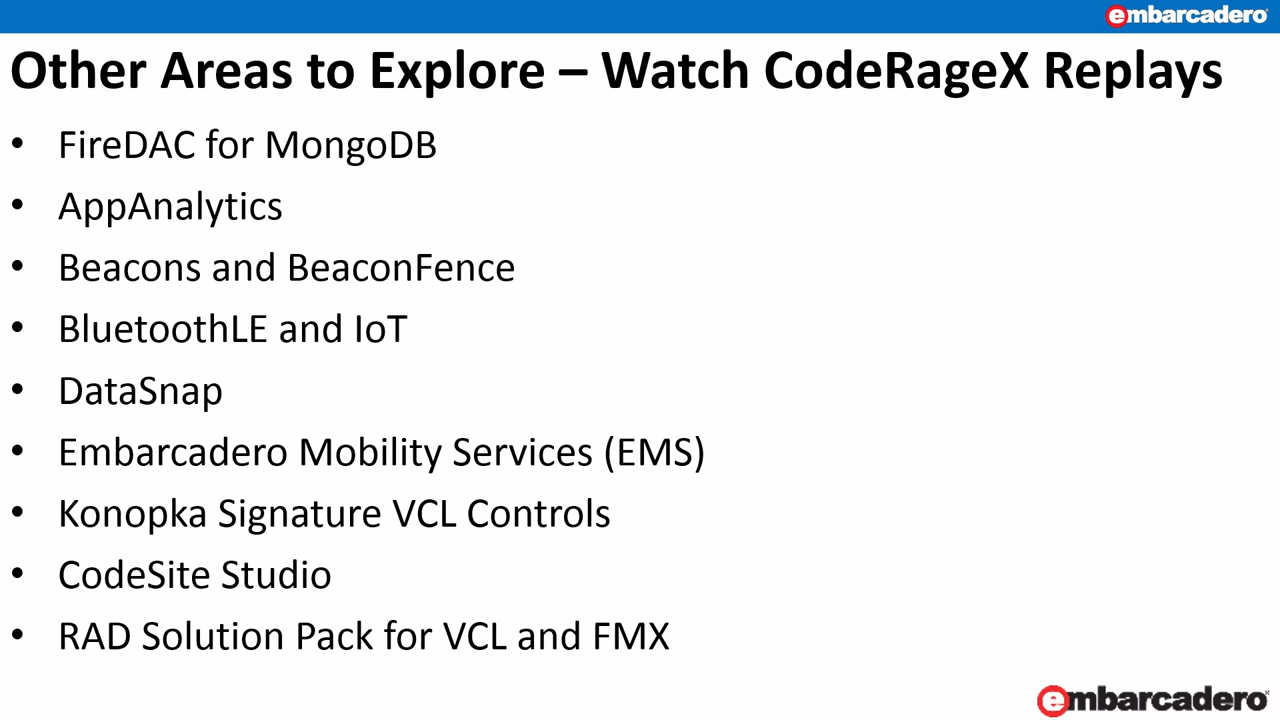 embarcadero
Other Areas to Explore – Watch CodeRageX Replays
• FireDAC for MongoDB
• AppAnalytics
• Beacons and BeaconFence
• BluetoothLE and IoT
• DataSnap
• Embarcadero Mobility Services (EMS)
• Konopka Signature VCL Controls
• CodeSite Studio
• RAD Solution Pack for VCL and FMX
embarcadero